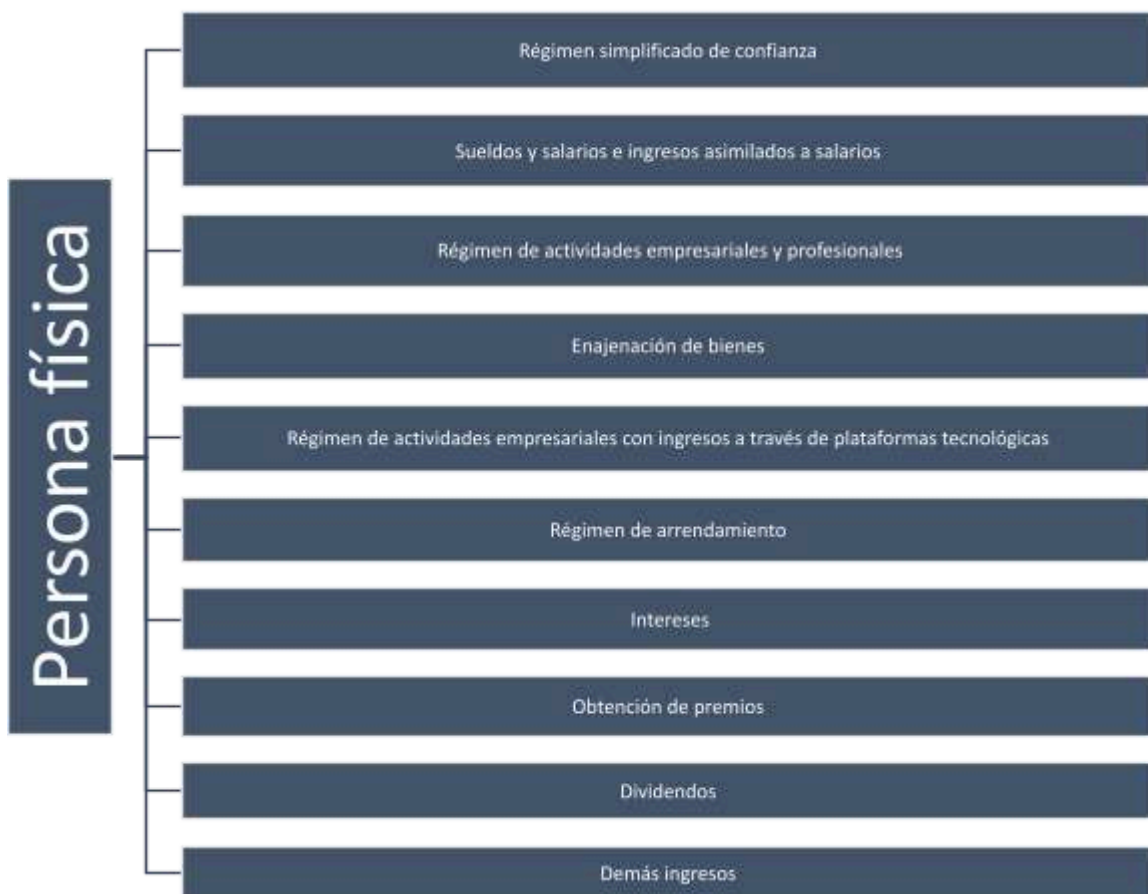 Persona física
Régimen simplificado de confianza
Sueldos y salarios e ingresos asimilados a salarios
Régimen de actividades empresariales y profesionales
Enajenación de bienes
Régimen de actividades empresariales con ingresos a través de plataformas tecnológicas
Régimen de arrendamiento
Intereses
Obtención de premios
Dividendos
Demás ingresos